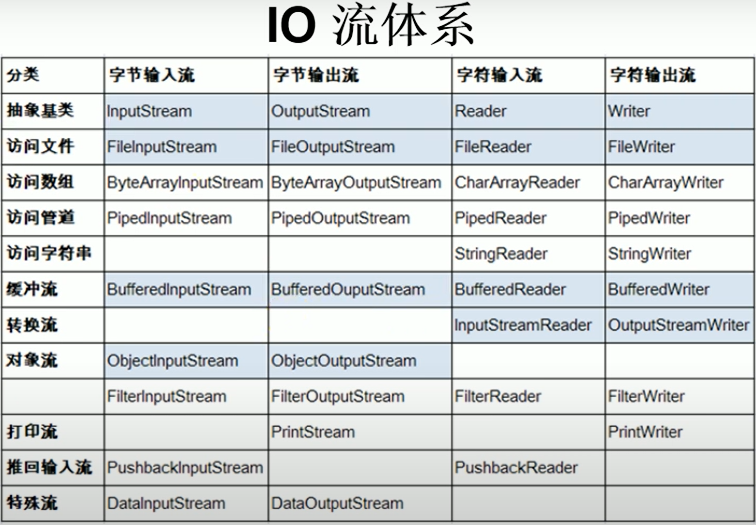 IO 流体系
分类 字节输入流 字节输出流 字符输入流 字符输出流
抽象基类 InputStream OutputStream Reader Writer
访问文件 FileInputStream FileOutputStream FileReader FileWriter
访问数组 ByteArrayInputStream ByteArrayOutputStream CharArrayReader CharArrayWriter
访问管道 PipedInputStream PipedOutputStream PipedReader PipedWriter
访问字符串 StringReader StringWriter
缓冲流 BufferedInputStream BufferedOuputStream BufferedReader BufferedWriter
转换流 InputStreamReader OutputStreamWriter
对象流 ObjectInputStream ObjectOutputStream
FilterInputStream FilterOutputStream FilterReader FilterWriter
打印流 PrintStream PrintWriter
推回输入流 PushbackInputStream PushbackReader
特殊流 DataInputStream DataOutputStream